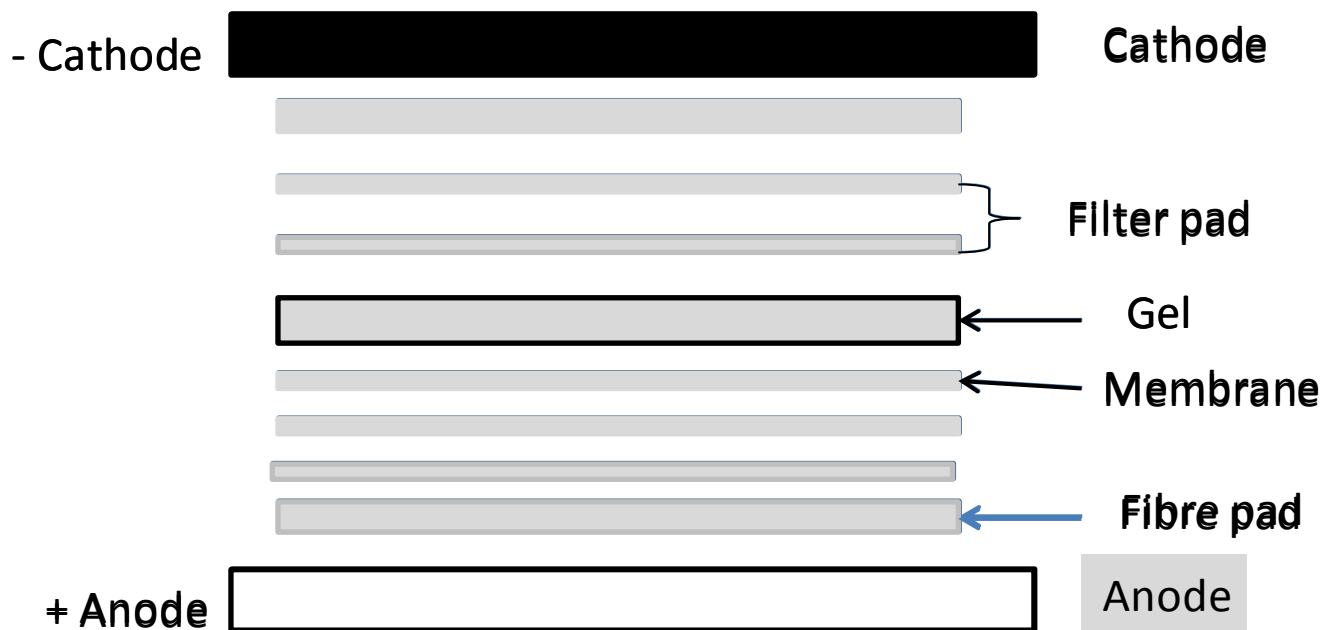 - Cathode
Cathode
Filter pad
Gel
Membrane
Fibre pad
+ Anode
Anode